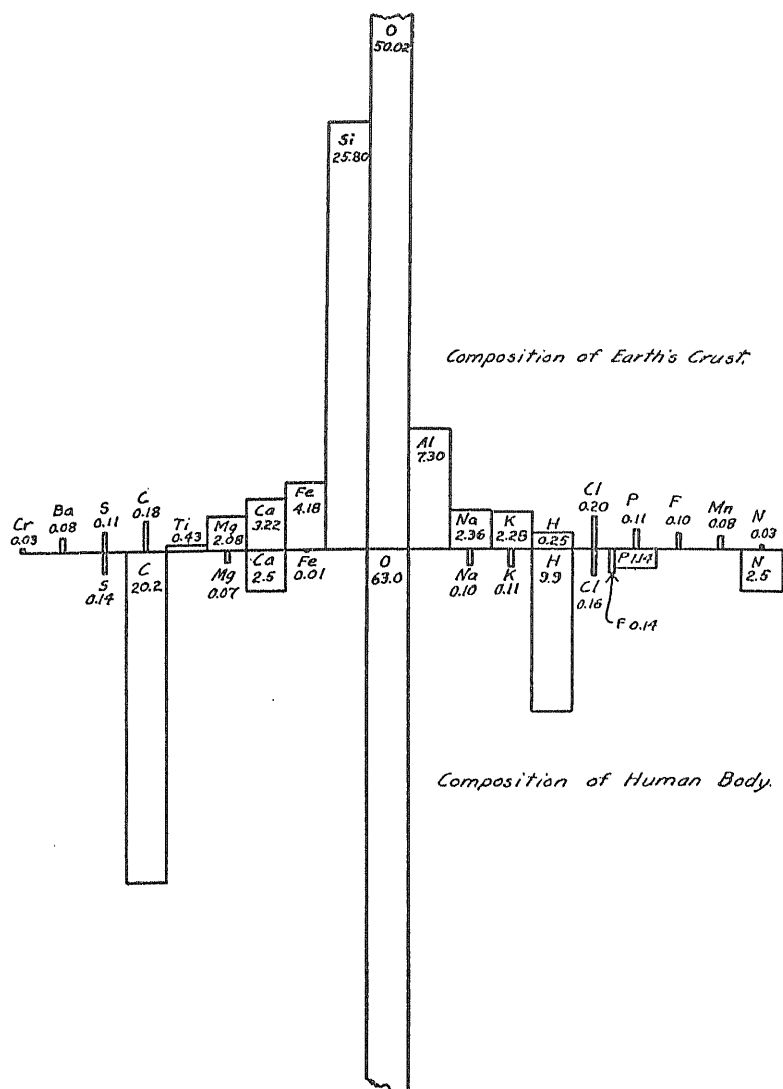 O
50.02
Si
25.80
Composition of Earth's Crust.
Al
7.30
Fe
4.18
Ca
3.22
Mg
2.08
Ti
0.43
C
0.18
S
0.11
Ba
0.08
Cr
0.03
Na
2.36
K
2.28
H
0.25
Cl
0.20
P
0.11
F
0.10
Mn
0.08
N
0.03
S
0.14
C
20.2
Mg
0.07
Ca
2.5
Fe
0.01
O
63.0
Na
0.10
K
0.11
H
9.9
Cl
0.16
F 0.14
P 1.14
N
2.5
Composition of Human Body.